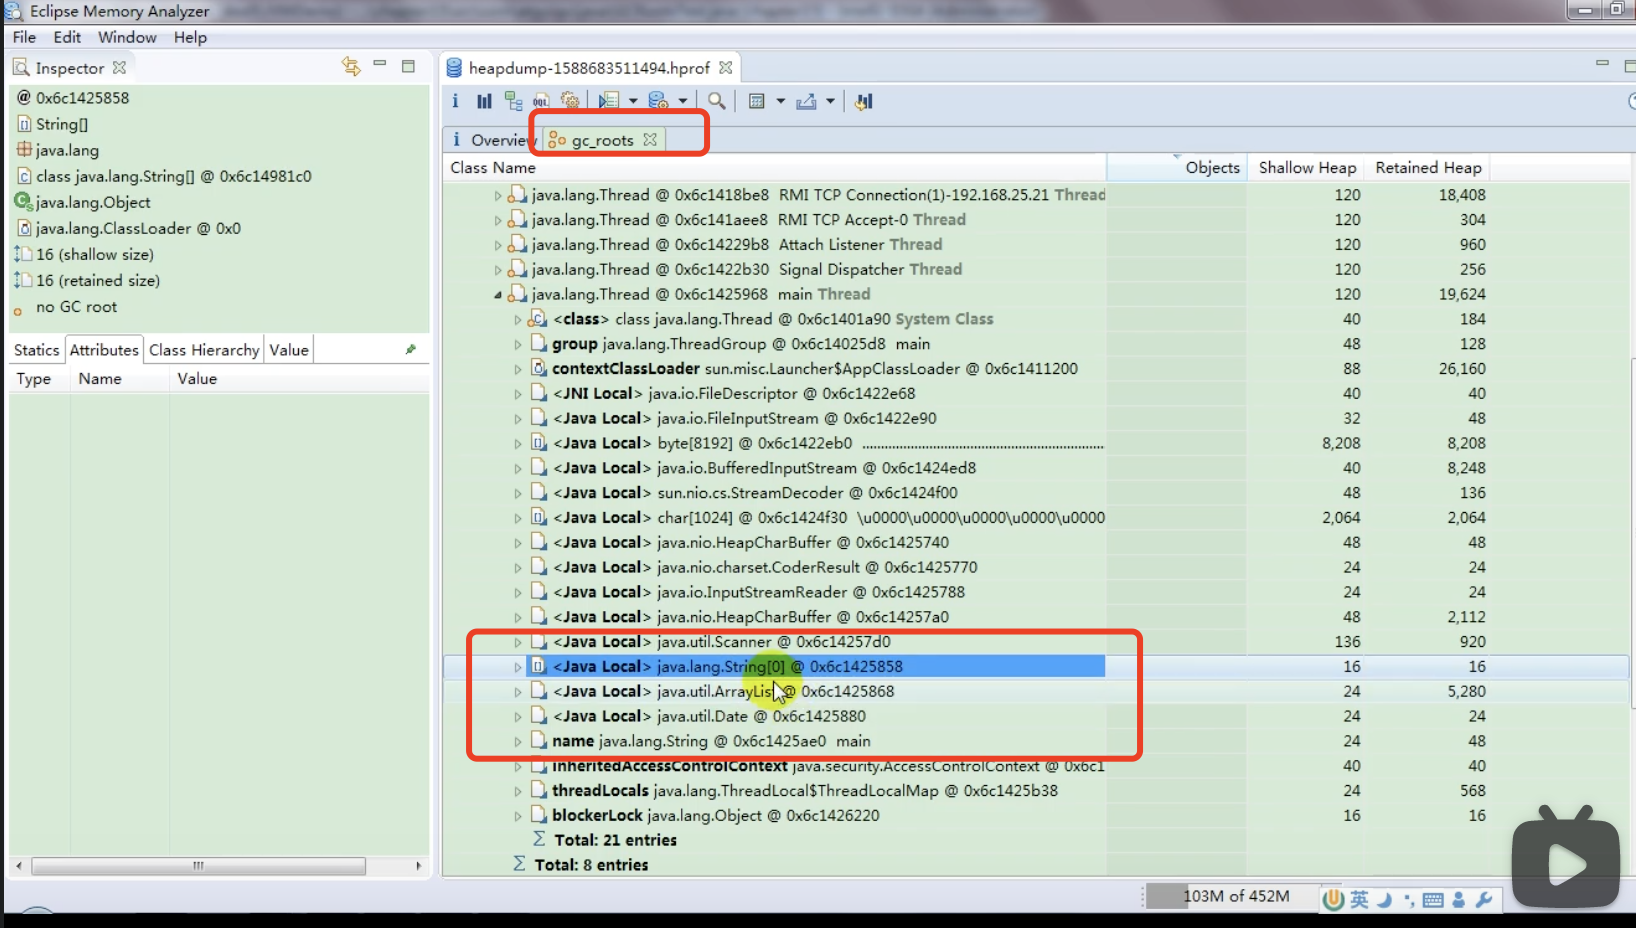 Eclipse Memory Analyzer
File Edit Window Help
Inspector
@ 0x6c1425858
String[]
java.lang
class java.lang.String[] @ 0x6c14981c0
java.lang.Object
java.lang.ClassLoader @ 0x0
16 (shallow size)
16 (retained size)
no GC root
Statics Attributes Class Hierarchy Value
Type Name Value
heapdump-1588683511494.hprof
i Overview gc_roots
Class Name Objects Shallow Heap Retained Heap
java.lang.Thread @ 0x6c1418be8 RMI TCP Connection(1)-192.168.25.21 Thread 120 18,408
java.lang.Thread @ 0x6c141aee8 RMI TCP Accept-0 Thread 120 304
java.lang.Thread @ 0x6c14229b8 Attach Listener Thread 120 960
java.lang.Thread @ 0x6c1422b30 Signal Dispatcher Thread 120 256
java.lang.Thread @ 0x6c1425968 main Thread 120 19,624
<class> class java.lang.Thread @ 0x6c1401a90 System Class 40 184
group java.lang.ThreadGroup @ 0x6c14025d8 main 48 128
contextClassLoader sun.misc.Launcher$AppClassLoader @ 0x6c1411200 88 26,160
<JNI Local> java.io.FileDescriptor @ 0x6c1422e68 40 40
<Java Local> java.io.FileInputStream @ 0x6c1422e90 32 48
<Java Local> byte[8192] @ 0x6c1422eb0 ................................................................ 8,208 8,208
<Java Local> java.io.BufferedInputStream @ 0x6c1424ed8 40 8,248
<Java Local> sun.nio.cs.StreamDecoder @ 0x6c1424f00 48 136
<Java Local> char[1024] @ 0x6c1424f30 \u0000\u0000\u0000\u0000\u0000 2,064 2,064
<Java Local> java.nio.HeapCharBuffer @ 0x6c1425740 48 48
<Java Local> java.nio.charset.CoderResult @ 0x6c1425770 24 24
<Java Local> java.io.InputStreamReader @ 0x6c1425788 24 24
<Java Local> java.nio.HeapCharBuffer @ 0x6c14257a0 48 2,112
<Java Local> java.util.Scanner @ 0x6c14257d0 136 920
<Java Local> java.lang.String[0] @ 0x6c1425858 16 16
<Java Local> java.util.ArrayList @ 0x6c1425868 24 5,280
<Java Local> java.util.Date @ 0x6c1425880 24 24
name java.lang.String @ 0x6c1425ae0 main 24 48
inheritedAccessControlContext java.security.AccessControlContext @ 0x6c1 40 40
threadLocals java.lang.ThreadLocal$ThreadLocalMap @ 0x6c1425b38 24 568
blockerLock java.lang.Object @ 0x6c1426220 16 16
Σ Total: 21 entries
Σ Total: 8 entries
103M of 452M 英